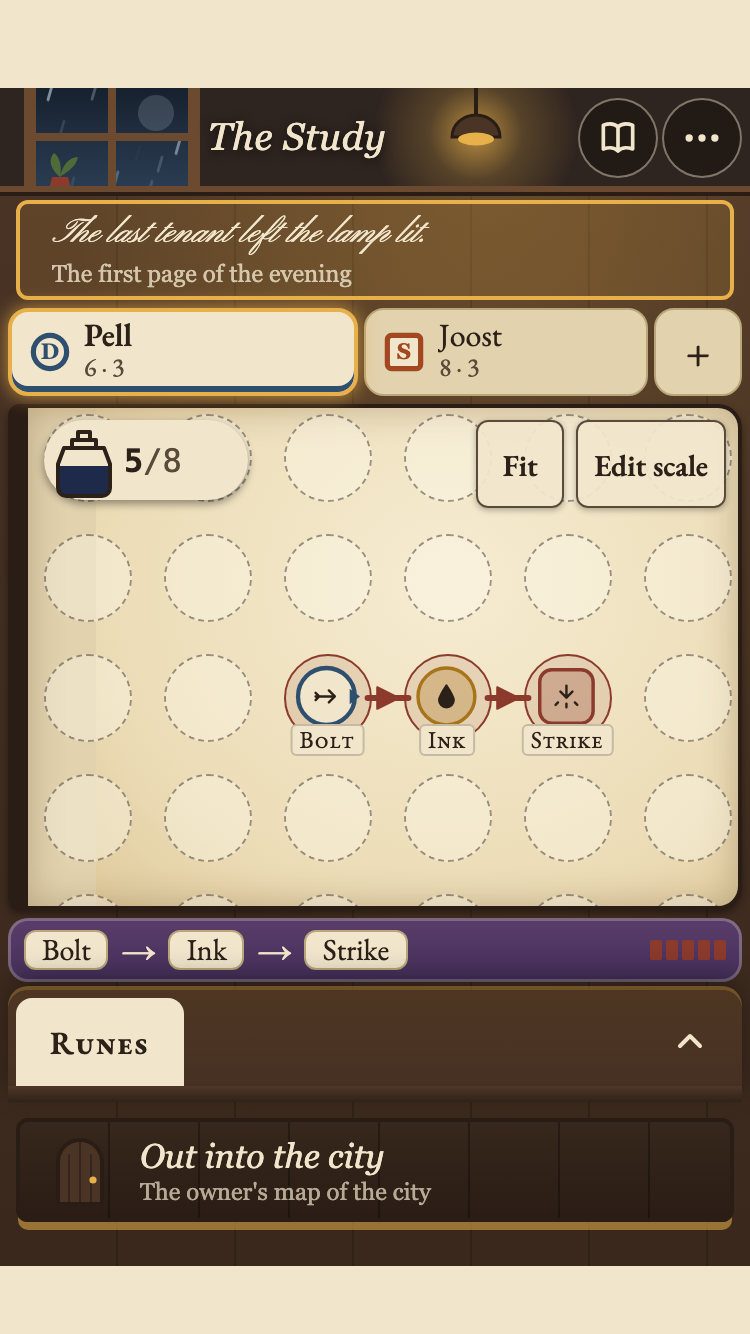 The Study
The last tenant left the lamp lit.
The first page of the evening
D
Pell
6 · 3
S
Joost
8 · 3
+
5/8
Fit
Edit scale
Bolt
Ink
Strike
Bolt → Ink → Strike
Runes
Out into the city
The owner's map of the city